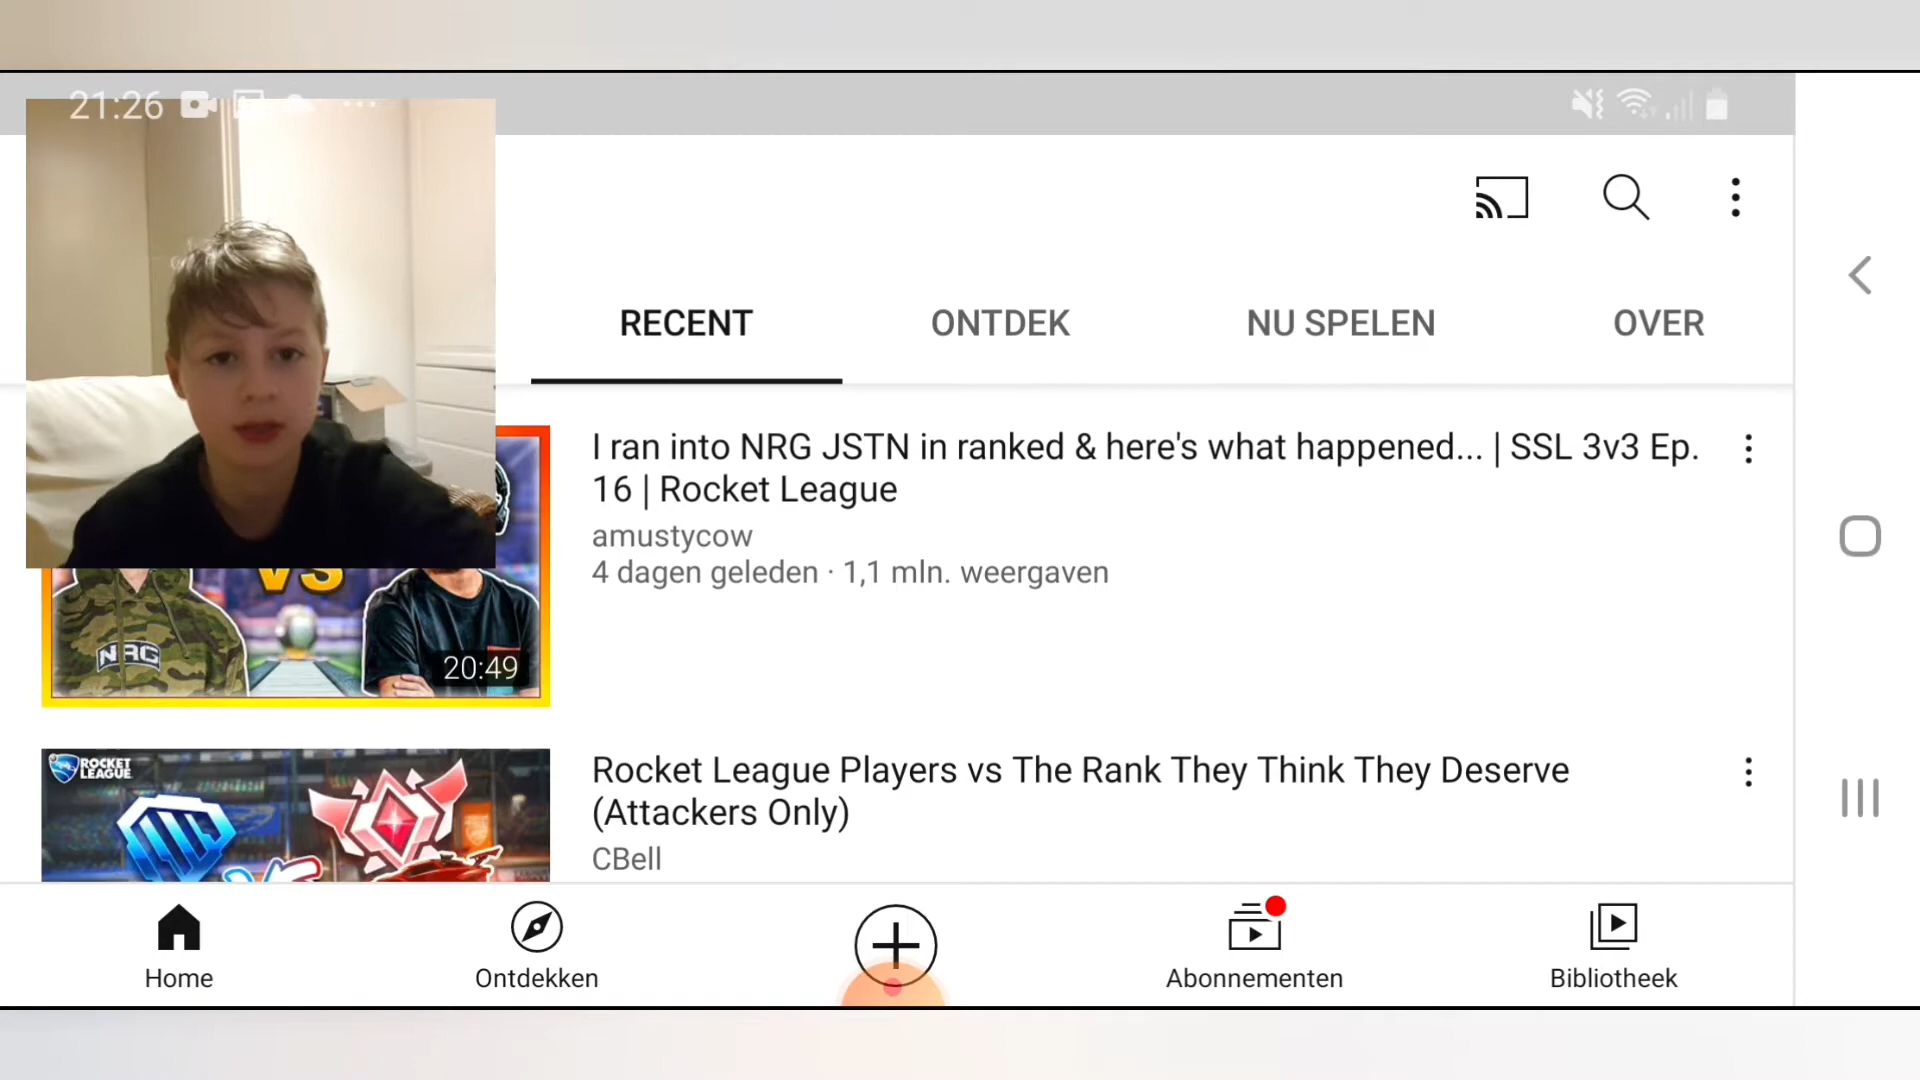 21:26
RECENT
ONTDEK
NU SPELEN
OVER
I ran into NRG JSTN in ranked & here's what happened... | SSL 3v3 Ep.
16 | Rocket League
amustycow
4 dagen geleden · 1,1 mln. weergaven
VS
NRG
20:49
ROCKET
LEAGUE
Rocket League Players vs The Rank They Think They Deserve
(Attackers Only)
CBell
Home
Ontdekken
Abonnementen
Bibliotheek